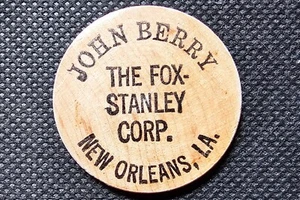 JOHN BERRY
THE FOX-
STANLEY
CORP.
NEW ORLEANS, LA.